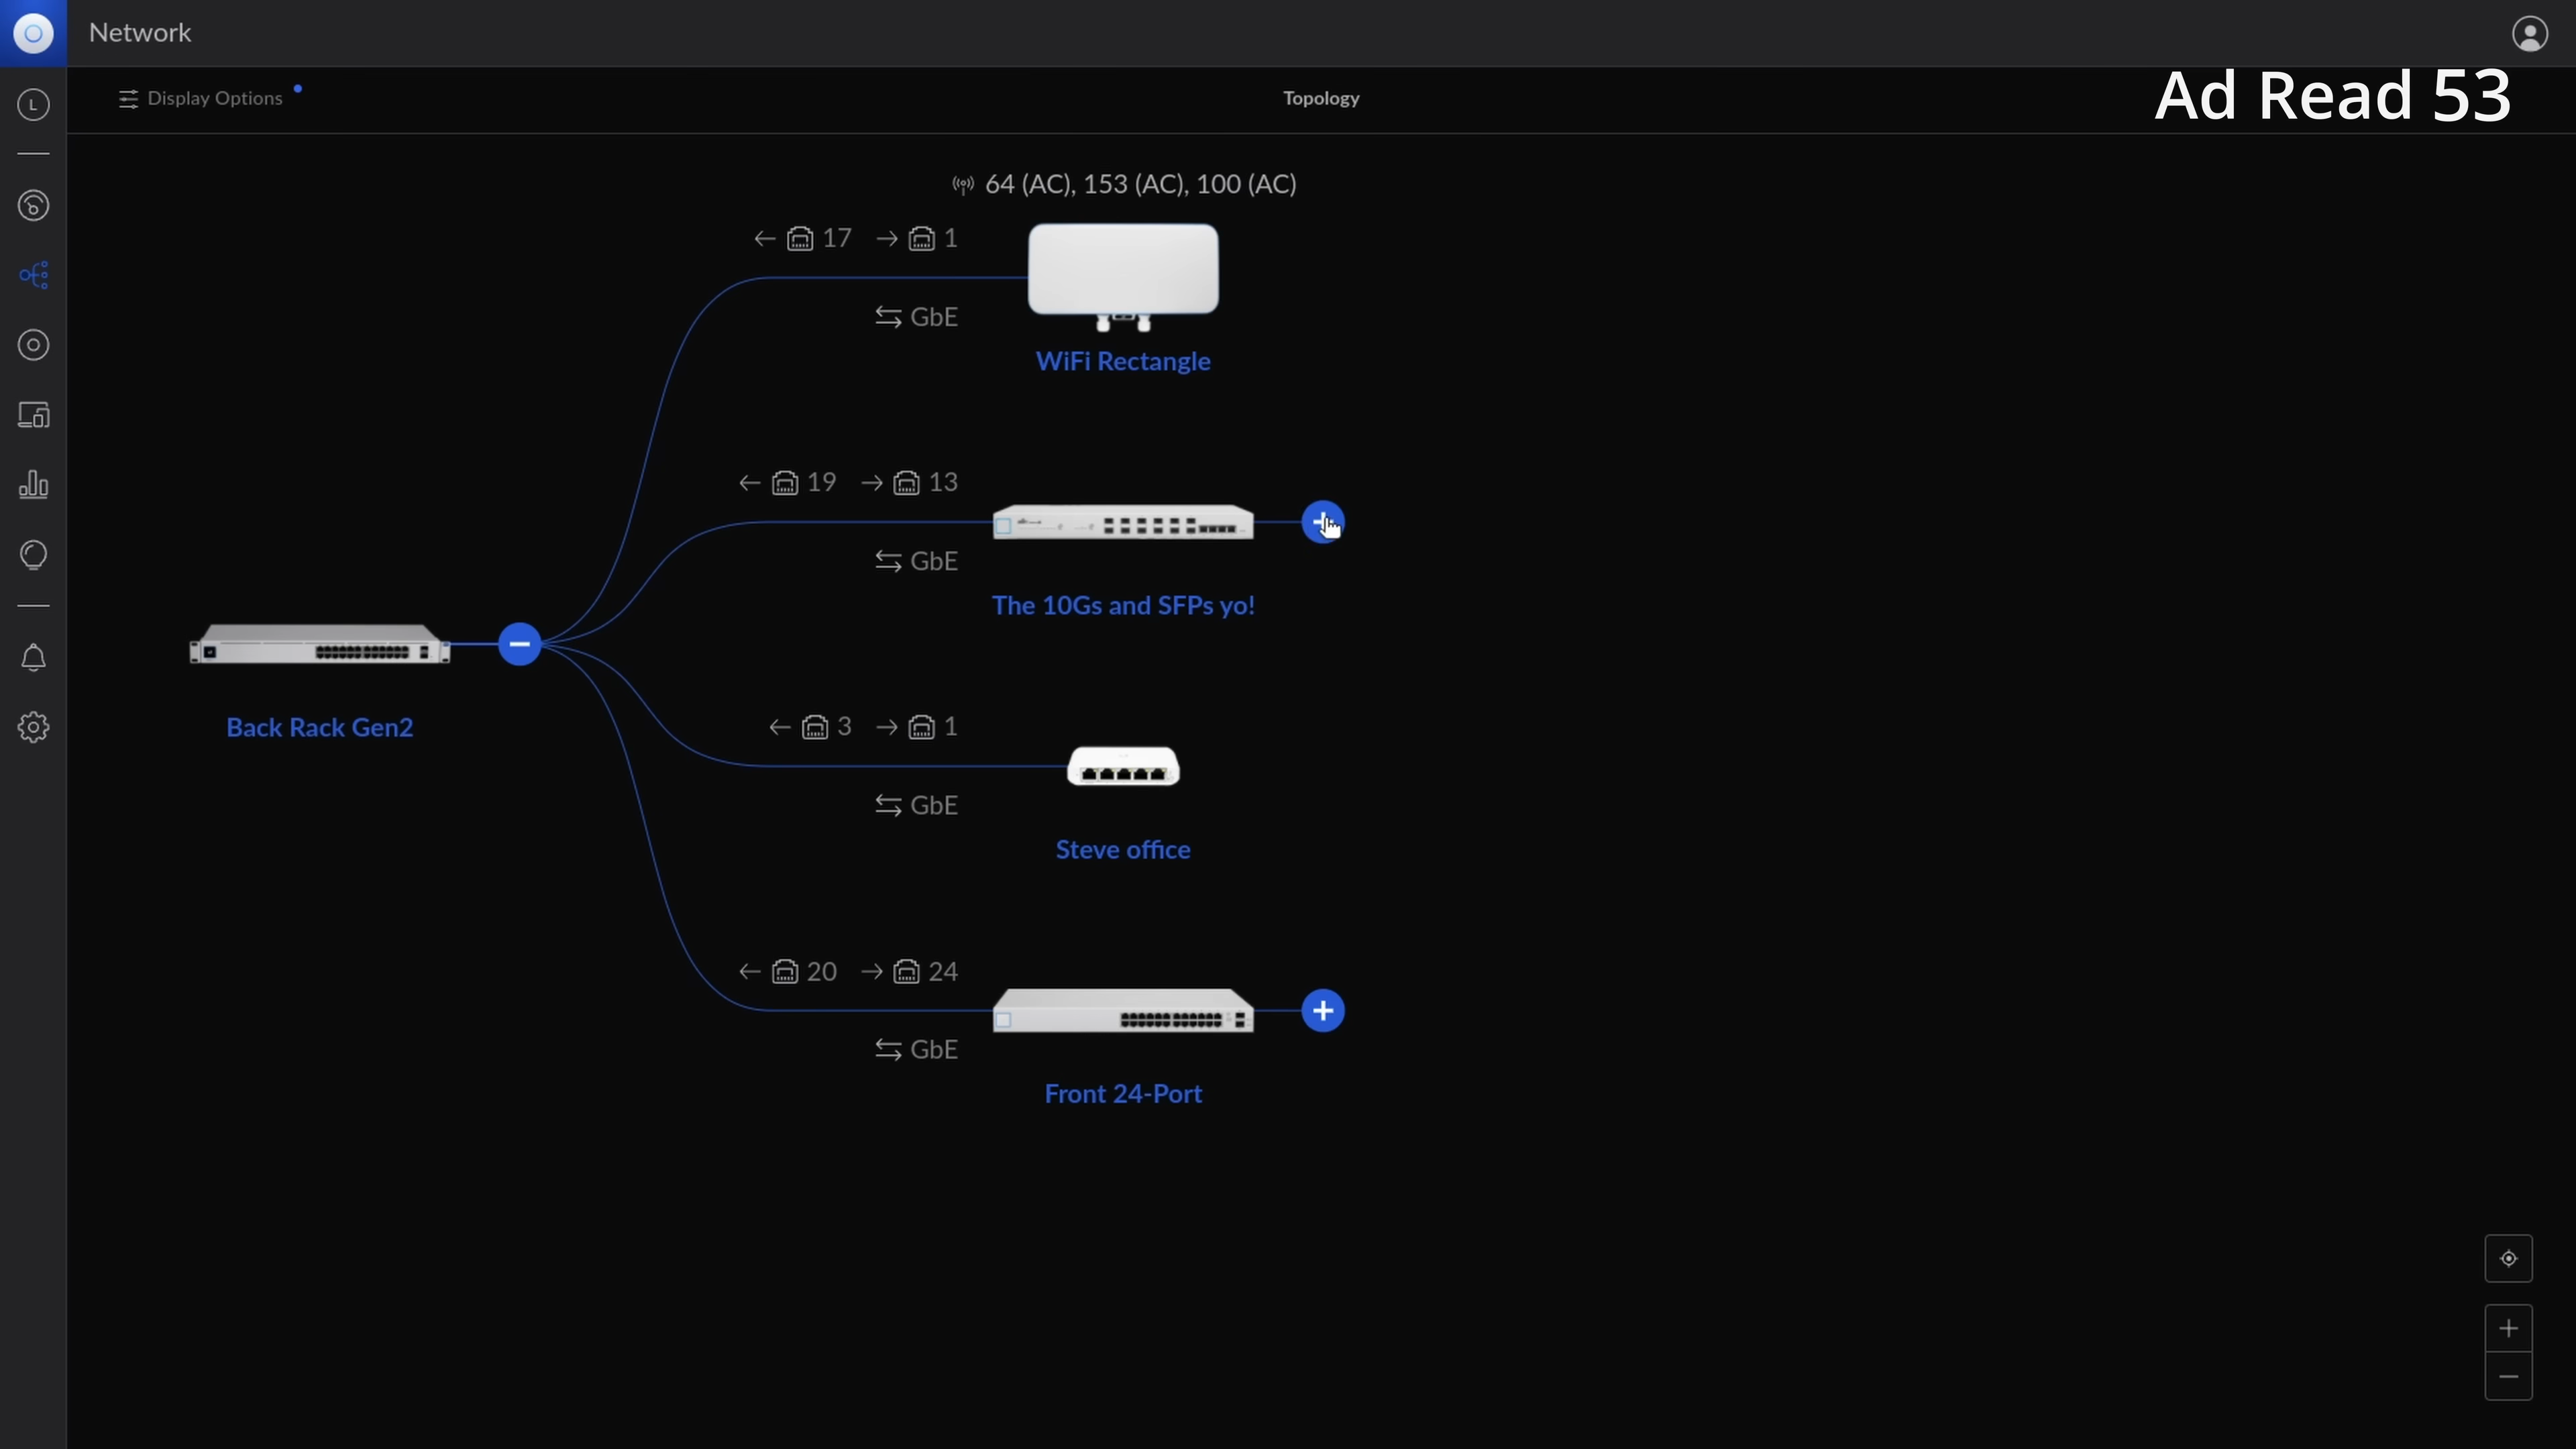 Network
L
Display Options
Topology
Ad Read 53
64 (AC), 153 (AC), 100 (AC)
17 1
GbE
WiFi Rectangle
19 13
GbE
The 10Gs and SFPs yo!
Back Rack Gen2
3 1
GbE
Steve office
20 24
GbE
Front 24-Port